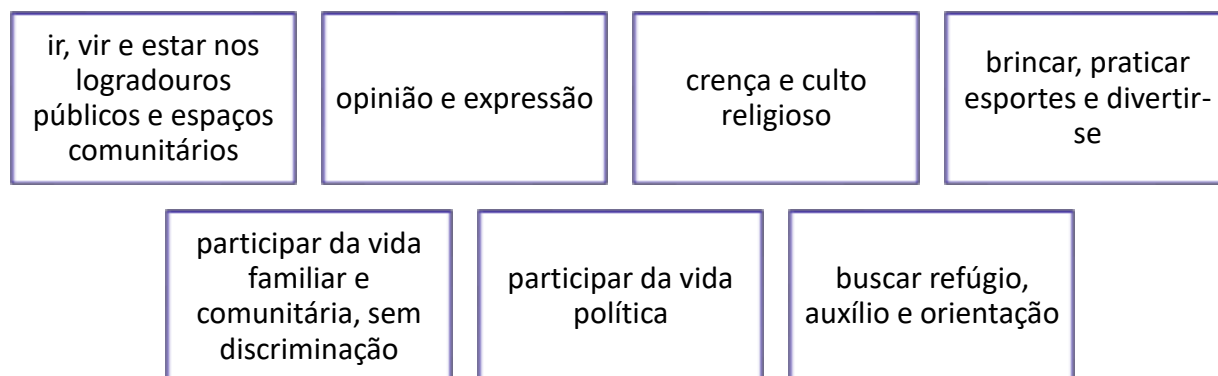 ir, vir e estar nos
logradouros
públicos e espaços
comunitários
opinião e expressão
crença e culto
religioso
brincar, praticar
esportes e divertir-
se
participar da vida
familiar e
comunitária, sem
discriminação
participar da vida
política
buscar refúgio,
auxílio e orientação